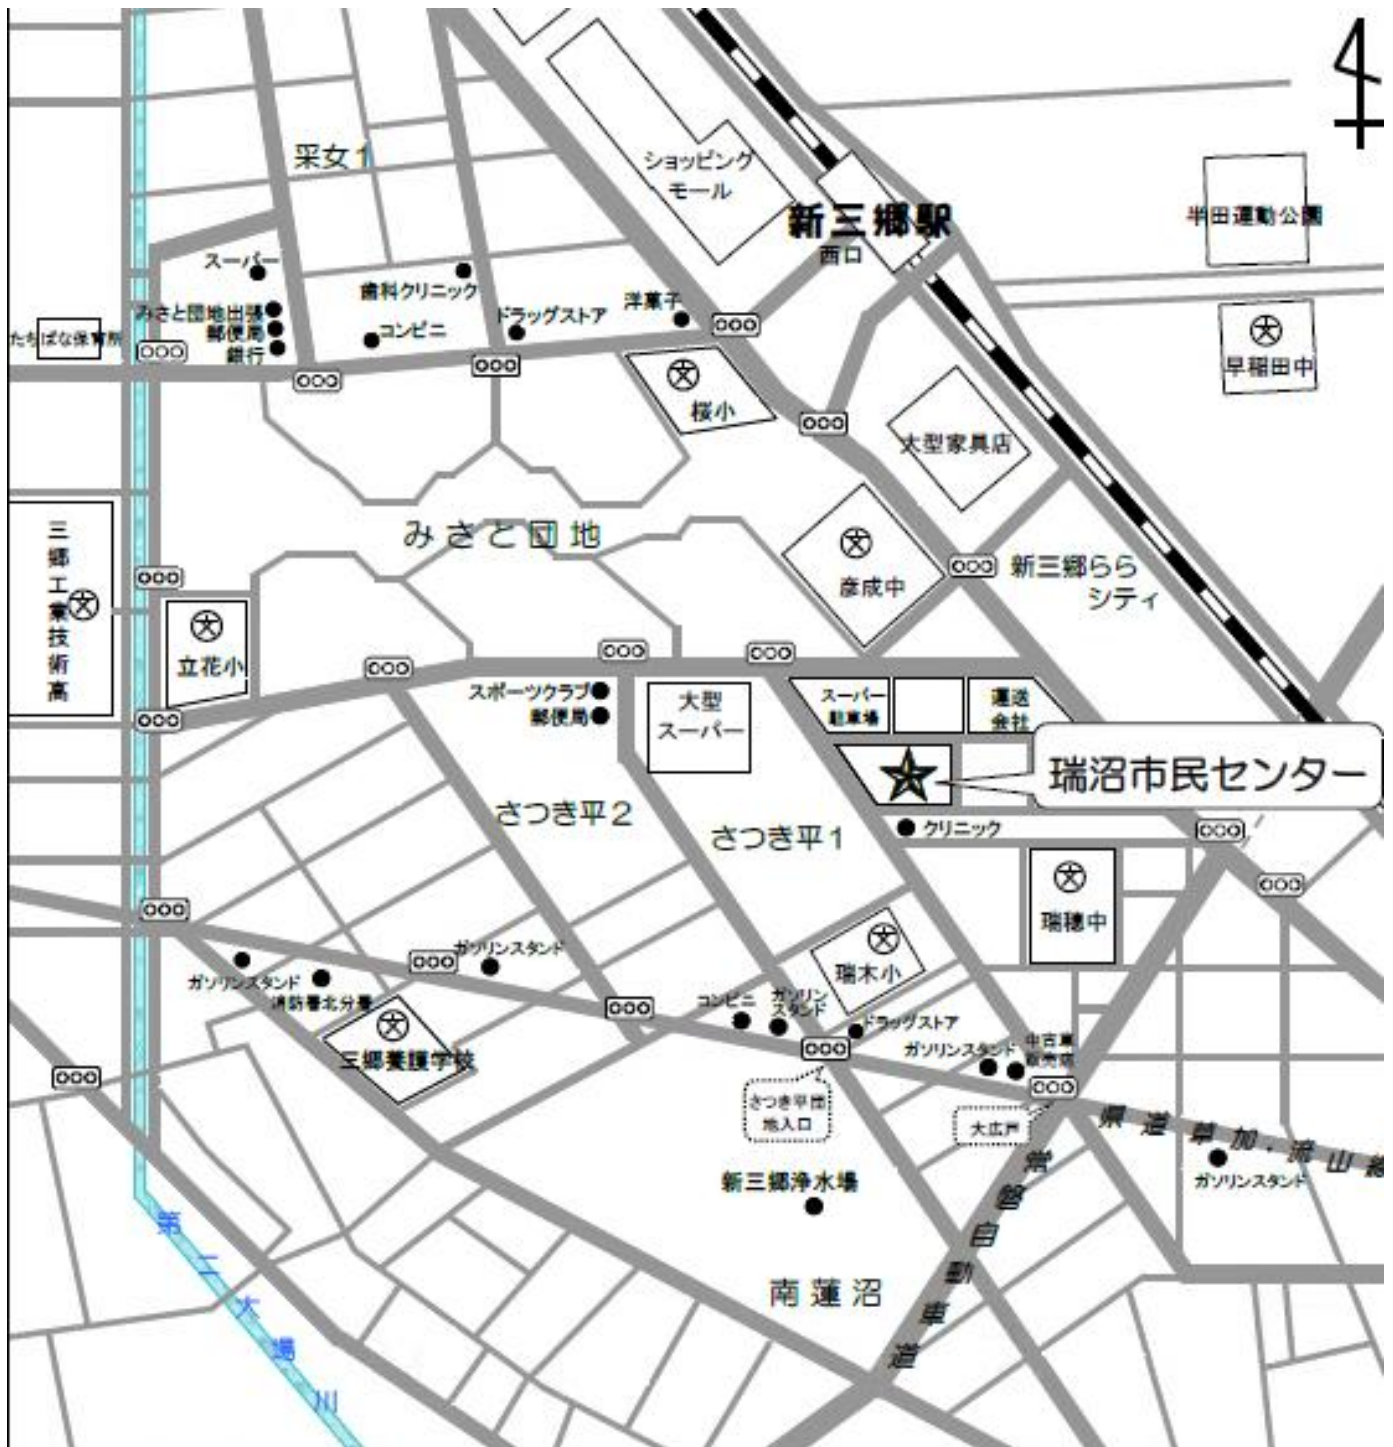 采女1
ショッピング
モール
新三郷駅
西口
半田運動公園
スーパー
歯科クリニック
みさと団地出張
郵便局
銀行
コンビニ
ドラッグストア
洋菓子
たちばな保育所
文
桜小
文
早稲田中
大型家具店
みさと団地
文
彦成中
新三郷らら
シティ
三郷工業技術高
文
文
立花小
スポーツクラブ
郵便局
大型
スーパー
スーパー
駐車場
運送
会社
瑞沼市民センター
さつき平2
さつき平1
クリニック
文
瑞穂中
文
瑞木小
ガソリンスタンド
ガソリンスタンド
消防署北分署
文
三郷養護学校
コンビニ
ガソリン
スタンド
ドラッグストア
ガソリンスタンド
中古車
販売店
さつき平団
地入口
大広戸
県道草加・流山線
ガソリンスタンド
新三郷浄水場
常磐自動車道
南蓮沼
第二大場川